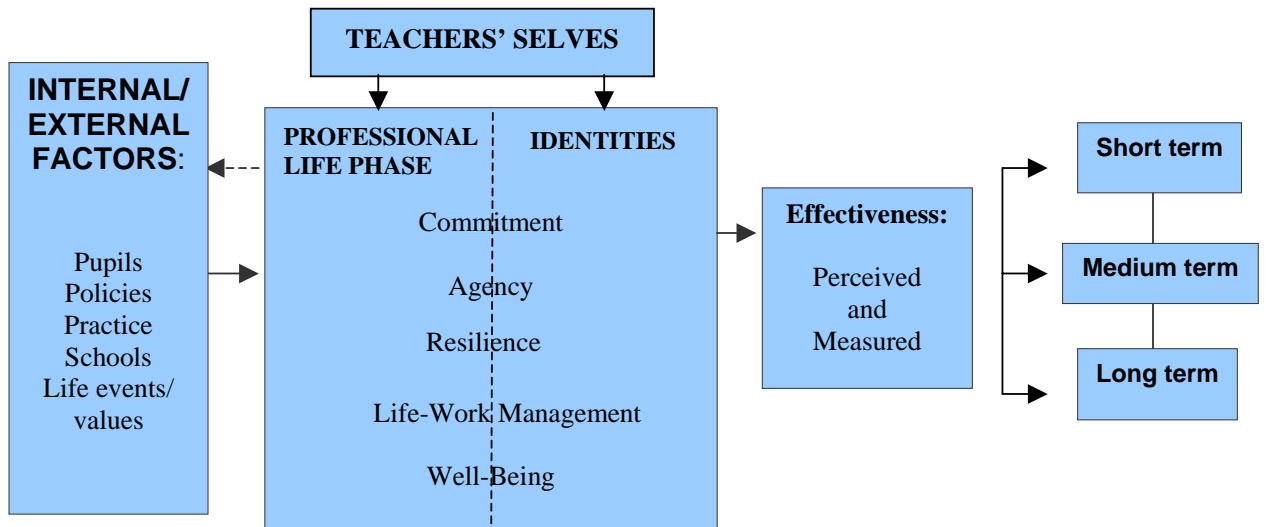 TEACHERS’ SELVES
INTERNAL/
EXTERNAL
FACTORS:
Pupils
Policies
Practice
Schools
Life events/
values
PROFESSIONAL
LIFE PHASE
IDENTITIES
Commitment
Agency
Resilience
Life-Work Management
Well-Being
Effectiveness:
Perceived
and
Measured
Short term
Medium term
Long term